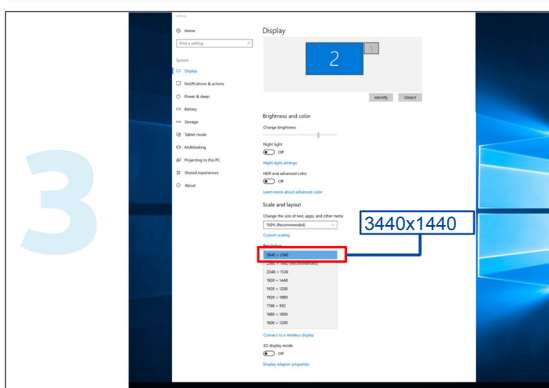 Settings
Home
Find a setting
System
Display
Notifications & actions
Power & sleep
Battery
Storage
Tablet mode
Multitasking
Projecting to this PC
Shared experiences
About
3
Display
2
1
Identify
Detect
Brightness and color
Change brightness
Night light
Off
Night light settings
HDR and advanced color
Off
Learn more about advanced color
Scale and layout
Change the size of text, apps, and other items
100% (Recommended)
Custom scaling
Resolution
3440x1440
(Recommended)
2048 × 1536
1920 × 1440
1920 × 1200
1920 × 1080
1768 × 992
1680 × 1050
1600 × 1200
Connect to a wireless display
3D display mode
Off
Display adapter properties